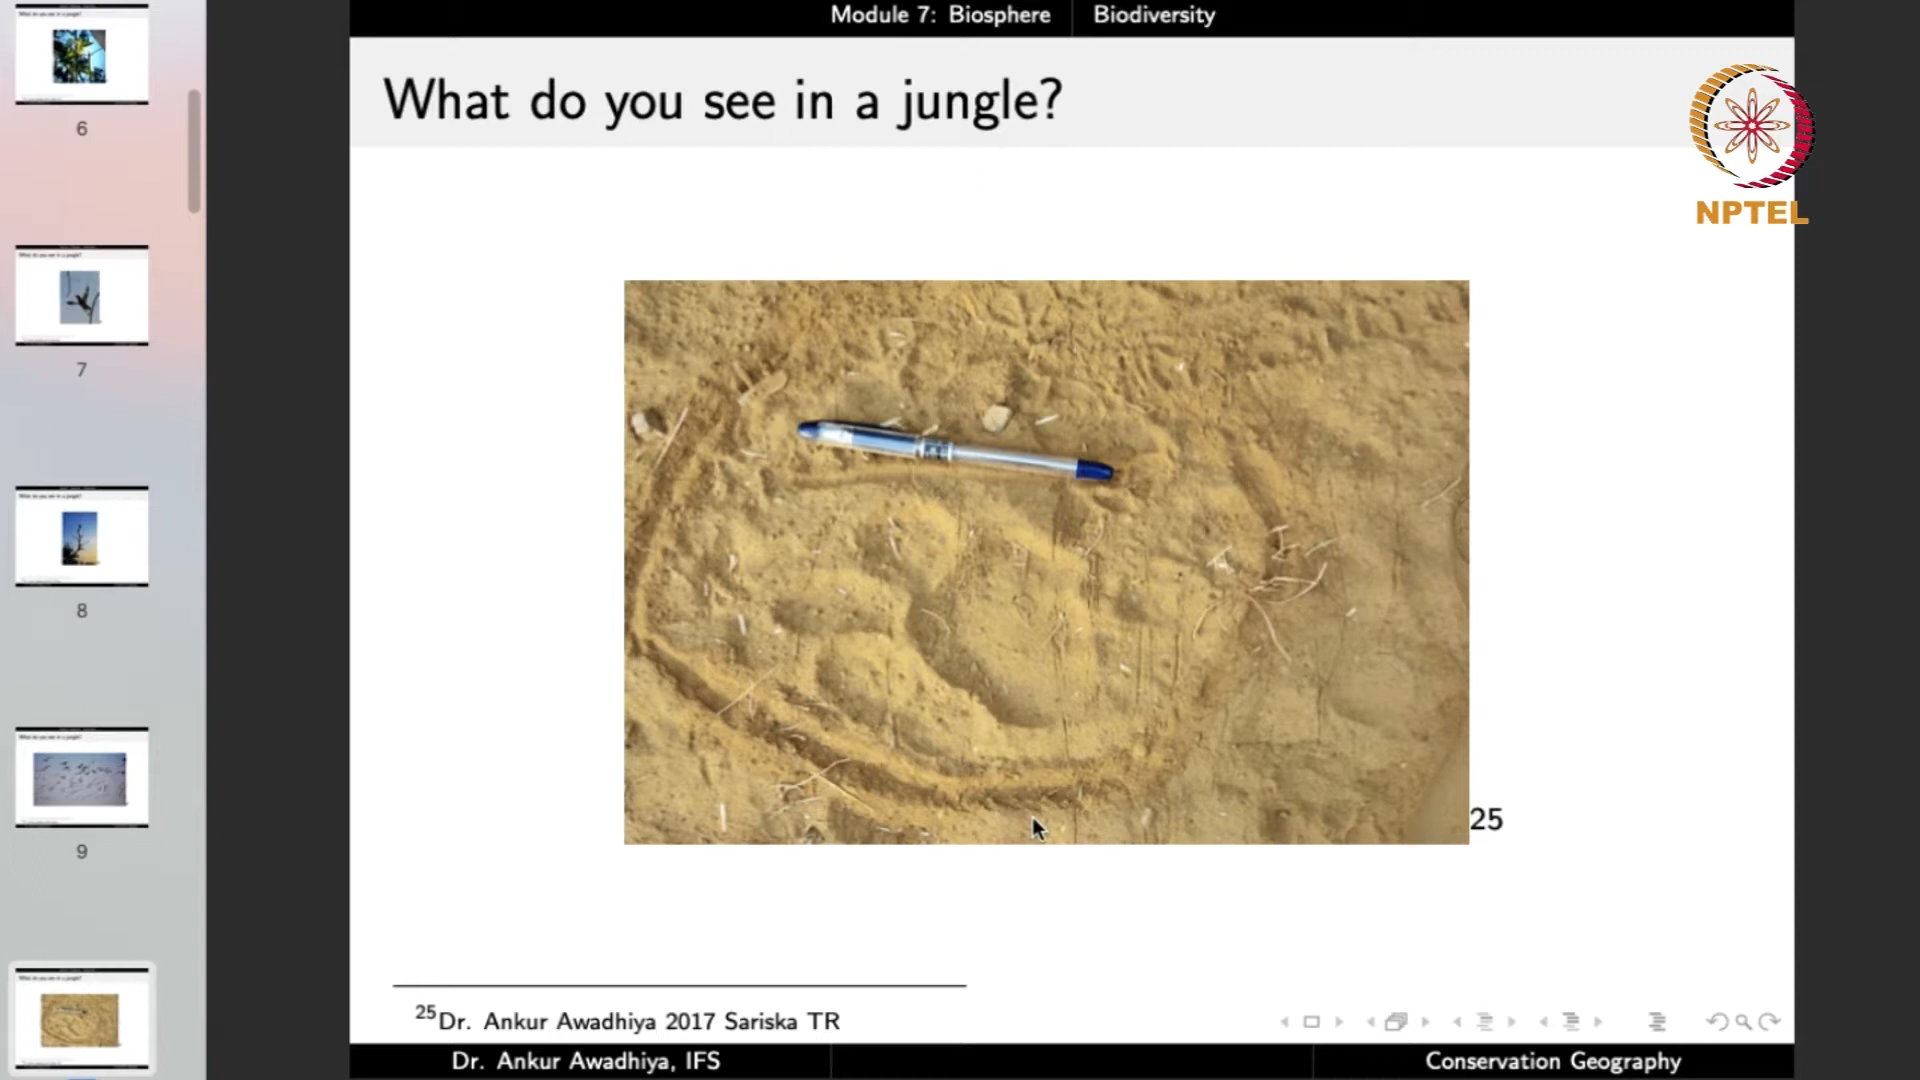 Module 7: Biosphere Biodiversity
What do you see in a jungle?
NPTEL
6
7
8
9
25
25Dr. Ankur Awadhiya 2017 Sariska TR
Dr. Ankur Awadhiya, IFS Conservation Geography